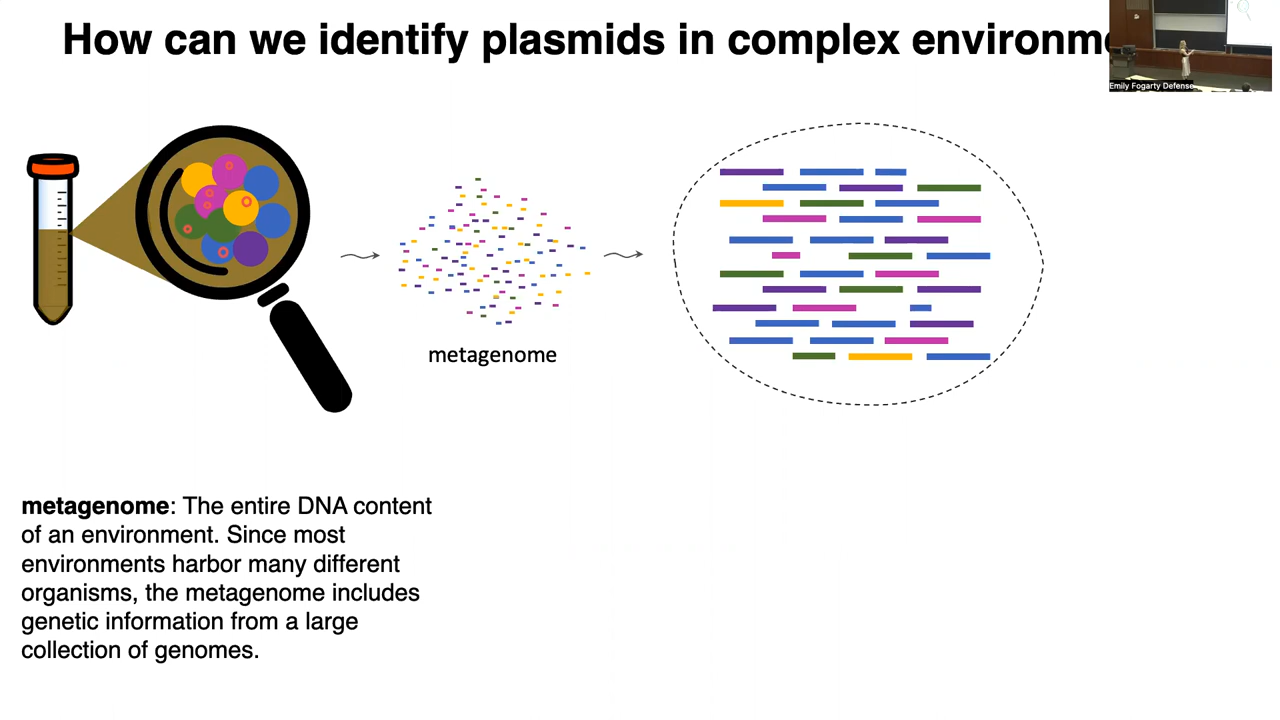 How can we identify plasmids in complex environme
Emily Fogarty Defense
metagenome
metagenome: The entire DNA content
of an environment. Since most
environments harbor many different
organisms, the metagenome includes
genetic information from a large
collection of genomes.